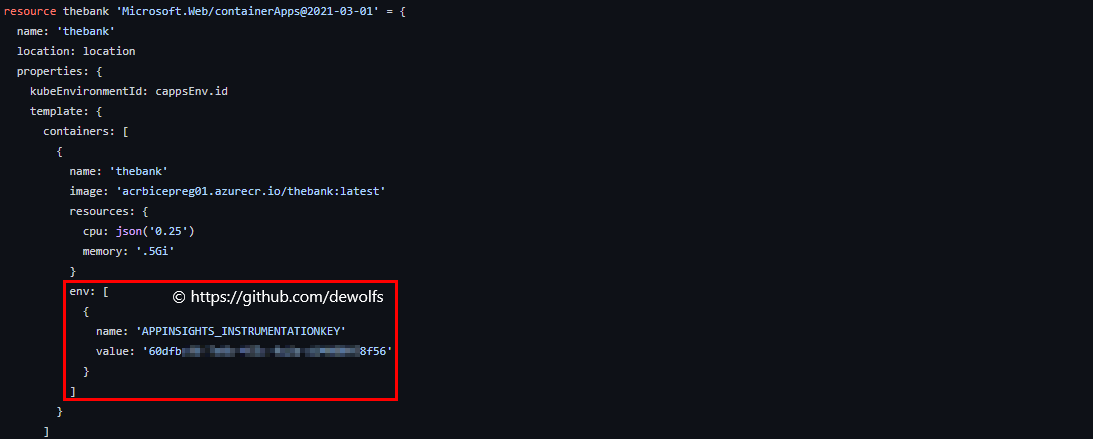 resource thebank 'Microsoft.Web/containerApps@2021-03-01' = {
name: 'thebank'
location: location
properties: {
kubeEnvironmentId: cappsEnv.id
template: {
containers: [
{
name: 'thebank'
image: 'acrbicepreg01.azurecr.io/thebank:latest'
resources: {
cpu: json('0.25')
memory: '.5Gi'
}
env: [
© https://github.com/dewolfs
{
name: 'APPINSIGHTS_INSTRUMENTATIONKEY'
value: '60dfb 8f56'
}
]
}
]